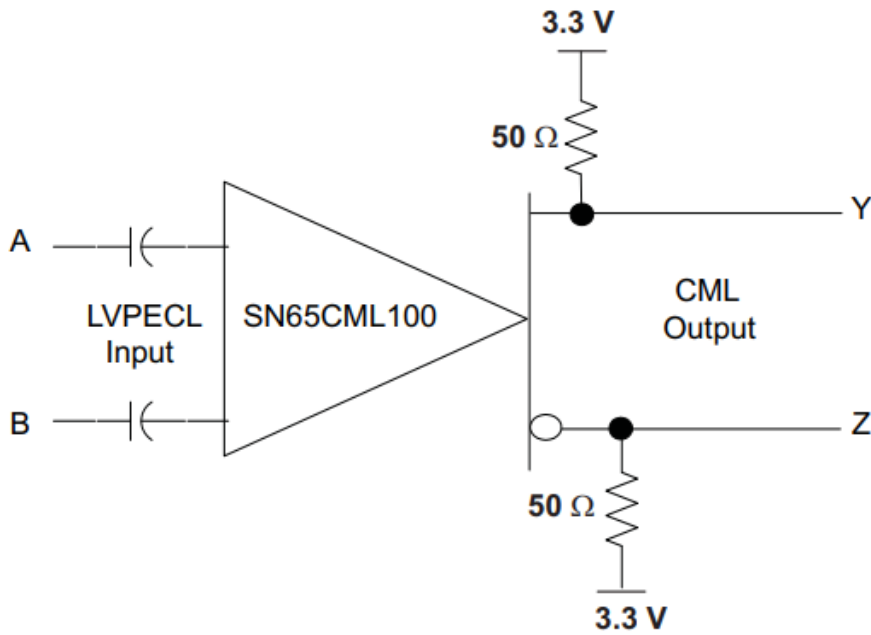 3.3 V
50 Ω
A
Y
LVPECL
Input
SN65CML100
CML
Output
B
Z
50 Ω
3.3 V